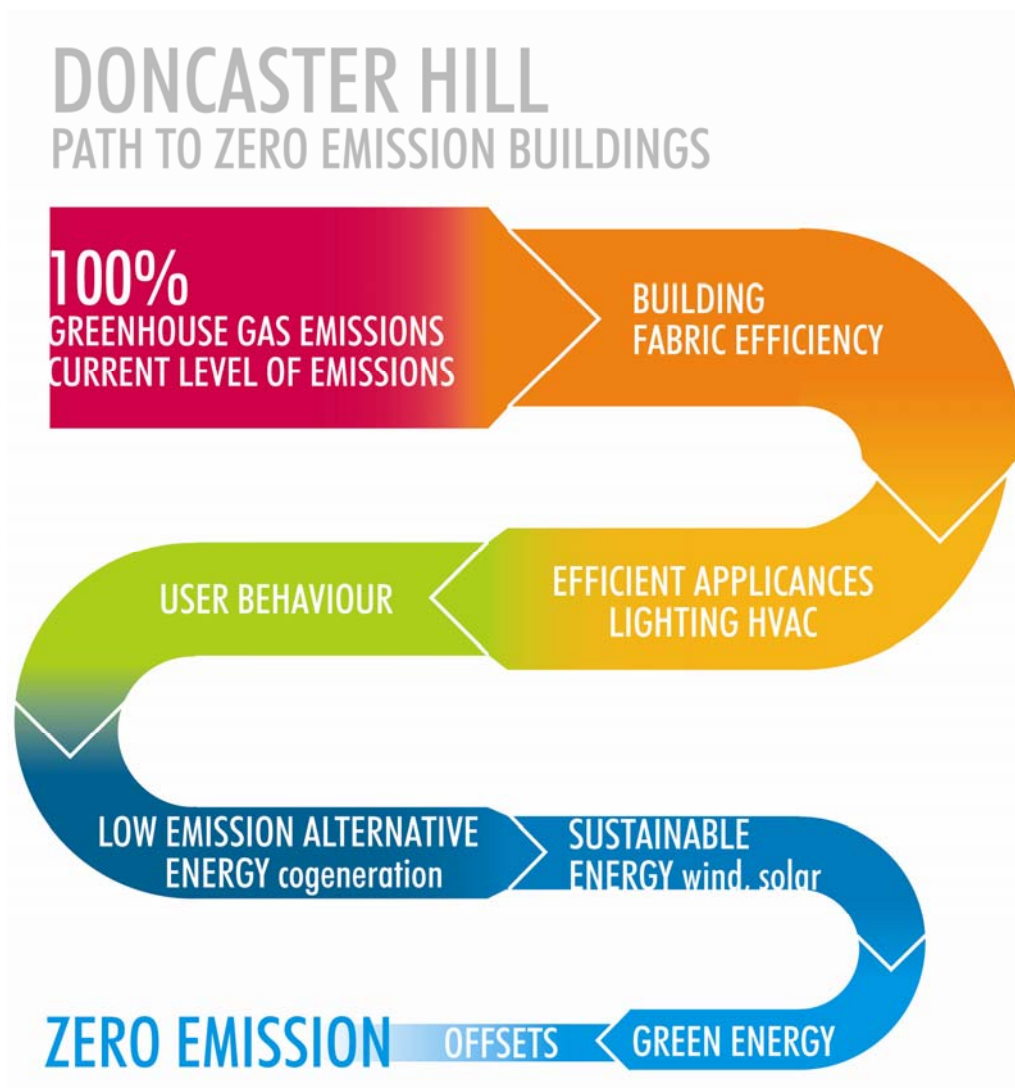 DONCASTER HILL
PATH TO ZERO EMISSION BUILDINGS
100%
GREENHOUSE GAS EMISSIONS
CURRENT LEVEL OF EMISSIONS
BUILDING
FABRIC EFFICIENCY
EFFICIENT APPLICANCES
LIGHTING HVAC
USER BEHAVIOUR
LOW EMISSION ALTERNATIVE
ENERGY cogeneration
SUSTAINABLE
ENERGY wind, solar
GREEN ENERGY
OFFSETS
ZERO EMISSION